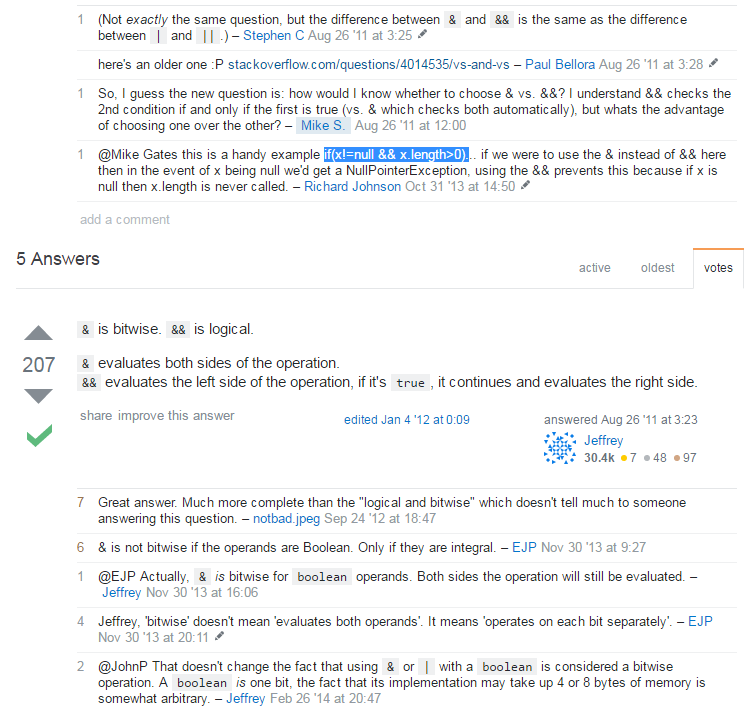 1 (Not exactly the same question, but the difference between & and && is the same as the difference
between | and || .) – Stephen C Aug 26 '11 at 3:25
here's an older one :P stackoverflow.com/questions/4014535/vs-and-vs – Paul Bellora Aug 26 '11 at 3:28
1 So, I guess the new question is: how would I know whether to choose & vs. &&? I understand && checks the
2nd condition if and only if the first is true (vs. & which checks both automatically), but whats the advantage
of choosing one over the other? – Mike S. Aug 26 '11 at 12:00
1 @Mike Gates this is a handy example if(x!=null && x.length>0)... if we were to use the & instead of && here
then in the event of x being null we'd get a NullPointerException, using the && prevents this because if x is
null then x.length is never called. – Richard Johnson Oct 31 '13 at 14:50
add a comment
5 Answers
active oldest votes
& is bitwise. && is logical.
207
& evaluates both sides of the operation.
&& evaluates the left side of the operation, if it's true , it continues and evaluates the right side.
share improve this answer
edited Jan 4 '12 at 0:09
answered Aug 26 '11 at 3:23
Jeffrey
30.4k 7 48 97
7 Great answer. Much more complete than the "logical and bitwise" which doesn't tell much to someone
answering this question. – notbad.jpeg Sep 24 '12 at 18:47
6 & is not bitwise if the operands are Boolean. Only if they are integral. – EJP Nov 30 '13 at 9:27
1 @EJP Actually, & is bitwise for boolean operands. Both sides the operation will still be evaluated. –
Jeffrey Nov 30 '13 at 16:06
4 Jeffrey, 'bitwise' doesn't mean 'evaluates both operands'. It means 'operates on each bit separately'. – EJP
Nov 30 '13 at 20:11
2 @JohnP That doesn't change the fact that using & or | with a boolean is considered a bitwise
operation. A boolean is one bit, the fact that its implementation may take up 4 or 8 bytes of memory is
somewhat arbitrary. – Jeffrey Feb 26 '14 at 20:47